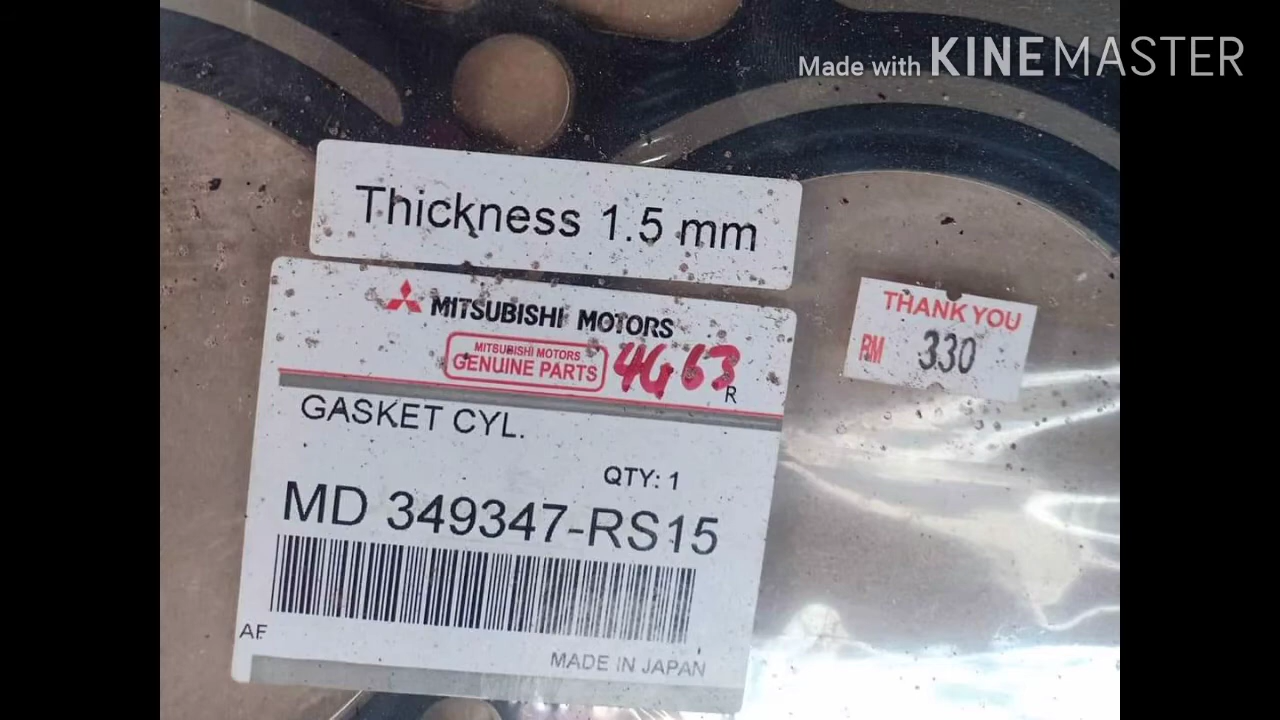 Made with KINEMASTER
Thickness 1.5 mm
MITSUBISHI MOTORS
MITSUBISHI MOTORS
GENUINE PARTS
4G63
R
GASKET CYL.
QTY: 1
MD 349347-RS15
AF
MADE IN JAPAN
THANK YOU
RM 330